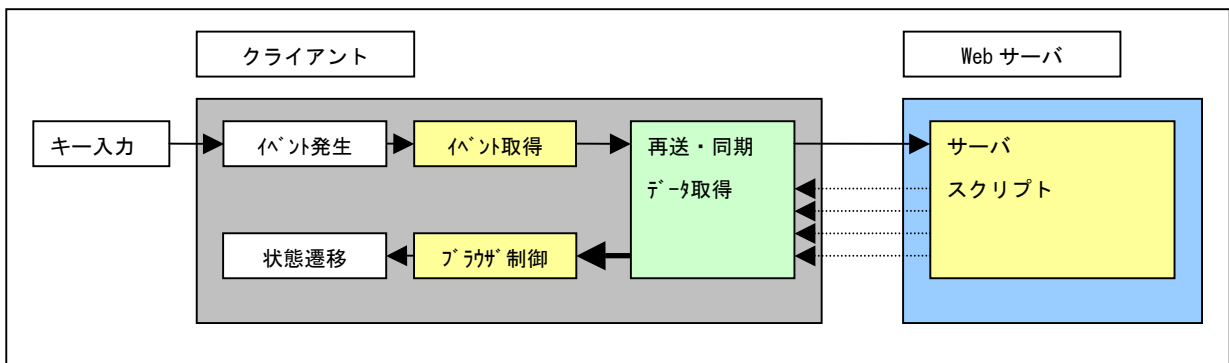 クライアント
Web サーバ
キー入力
ｲﾍﾞﾝﾄ発生
ｲﾍﾞﾝﾄ取得
再送・同期
ﾃﾞｰﾀ取得
サーバ
スクリプト
状態遷移
ﾌﾞﾗｳｻﾞ制御